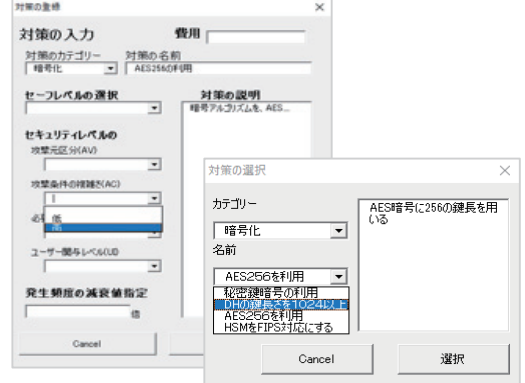 対策の登録
対策の入力
費用
対策のカテゴリー
対策の名前
暗号化
AES256の利用
セーフレベルの選択
対策の説明
暗号アルゴリズムを、AES...
セキュリティレベルの
攻撃元区分(AV)
攻撃条件の複雑さ(AC)
低
高
ユーザー関与レベル(UI)
発生頻度の減衰値指定
倍
Cancel
対策の選択
カテゴリー
暗号化
名前
AES256を利用
秘密鍵暗号の利用
DHの鍵長さを1024以上
AES256を利用
HSMをFIPS対応にする
AES暗号に256の鍵長を用
いる
Cancel
選択